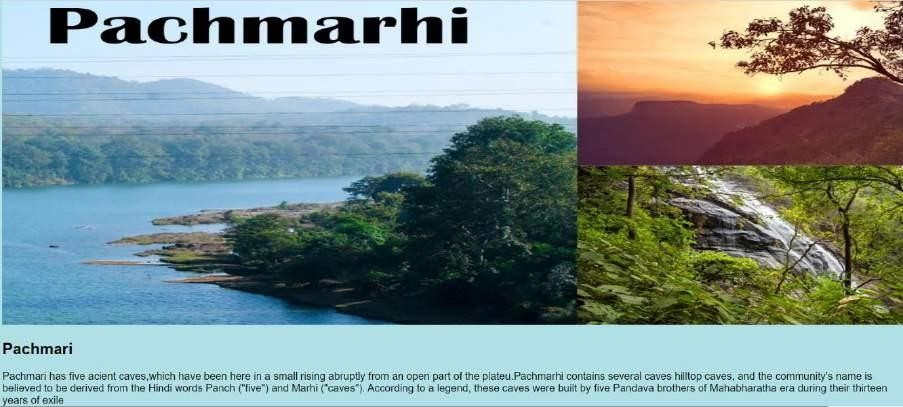 Pachmarhi
Pachmari
Pachmari has five acient caves,which have been here in a small rising abruptly from an open part of the plateu.Pachmarhi contains several caves hilltop caves, and the community's name is
believed to be derived from the Hindi words Panch ("five") and Marhi ("caves"). According to a legend, these caves were built by five Pandava brothers of Mahabharatha era during their thirteen
years of exile